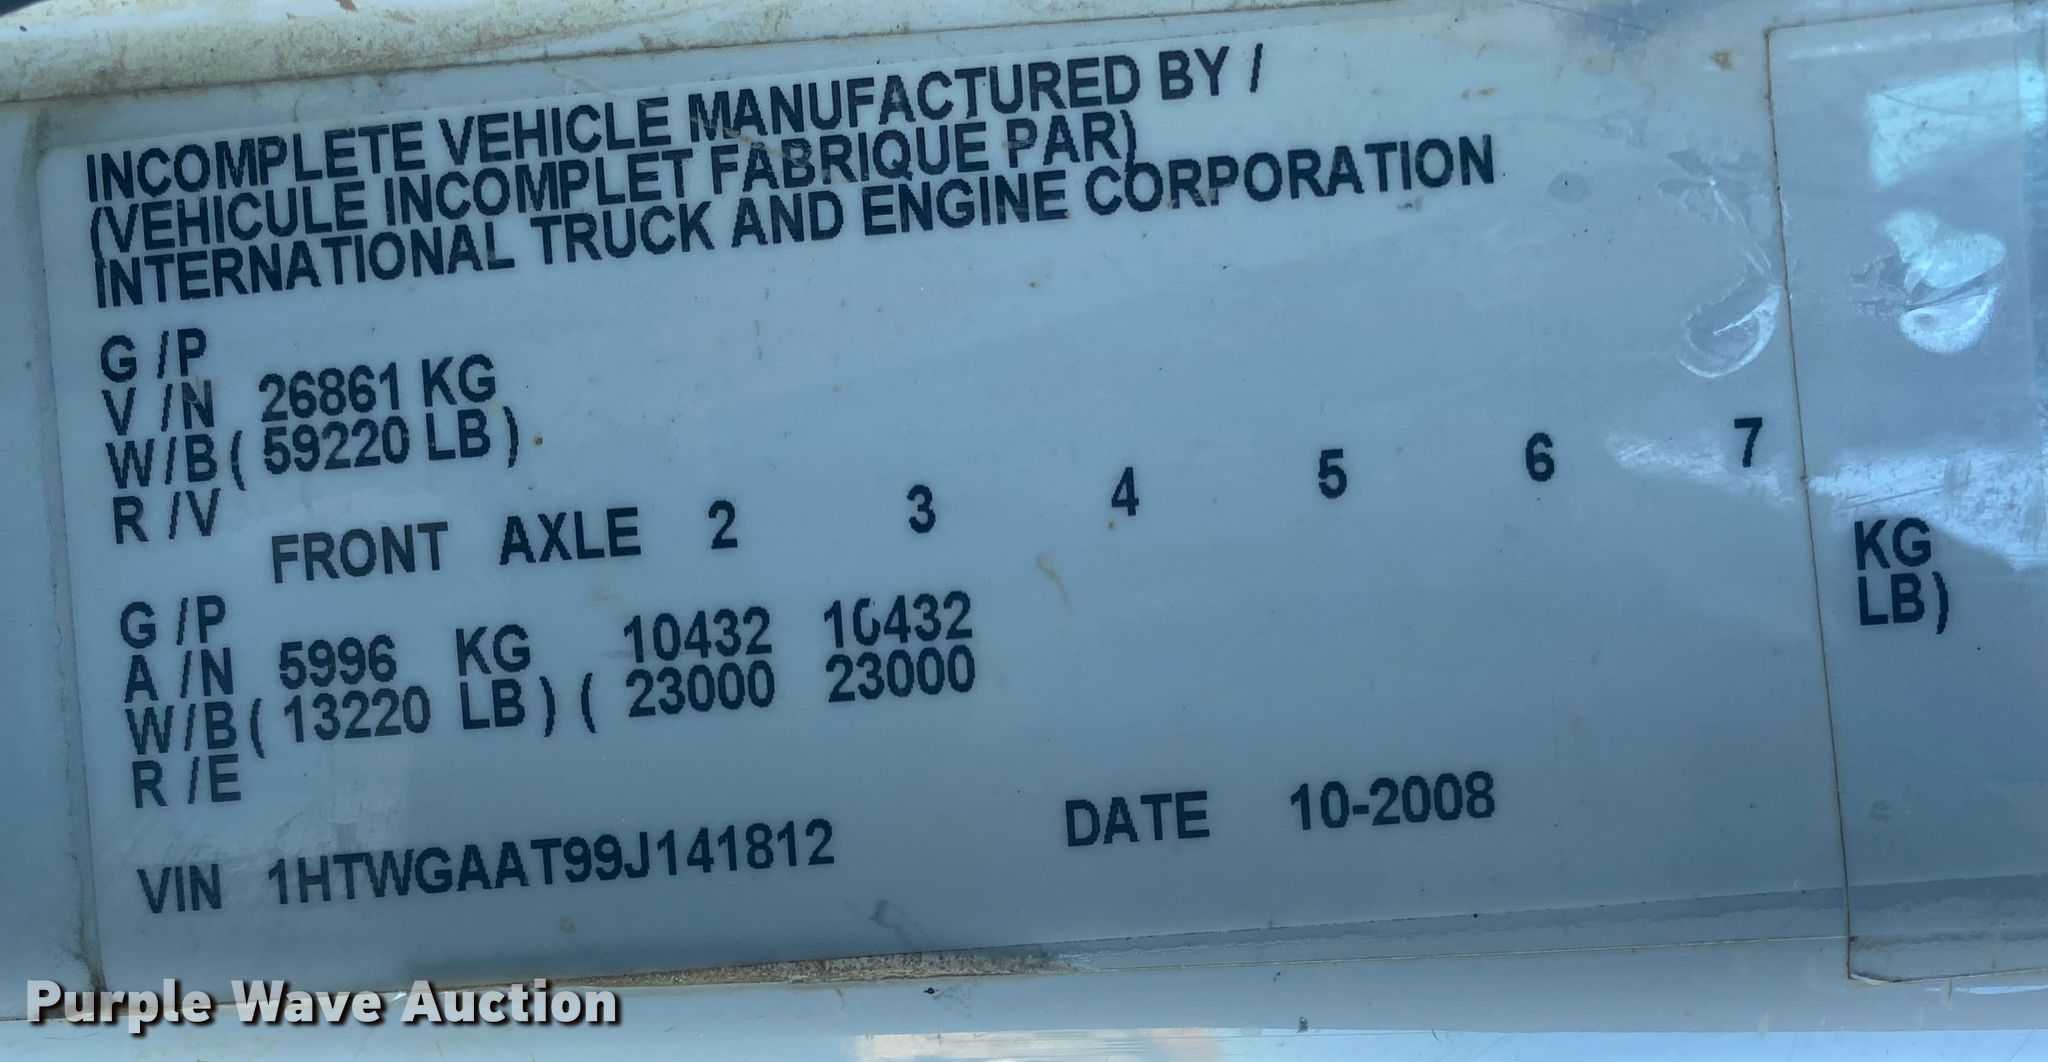 INCOMPLETE VEHICLE MANUFACTURED BY /
(VEHICULE INCOMPLET FABRIQUÉ PAR)
INTERNATIONAL TRUCK AND ENGINE CORPORATION
G /P
V /N 26861 KG
W/B ( 59220 LB )
R /V
FRONT AXLE 2 3 4 5 6 7
G /P
A /N 5996 KG 10432 10432 KG
W/B ( 13220 LB ) ( 23000 23000 LB)
R /E
VIN 1HTWGAAT99J141812 DATE 10-2008
Purple Wave Auction